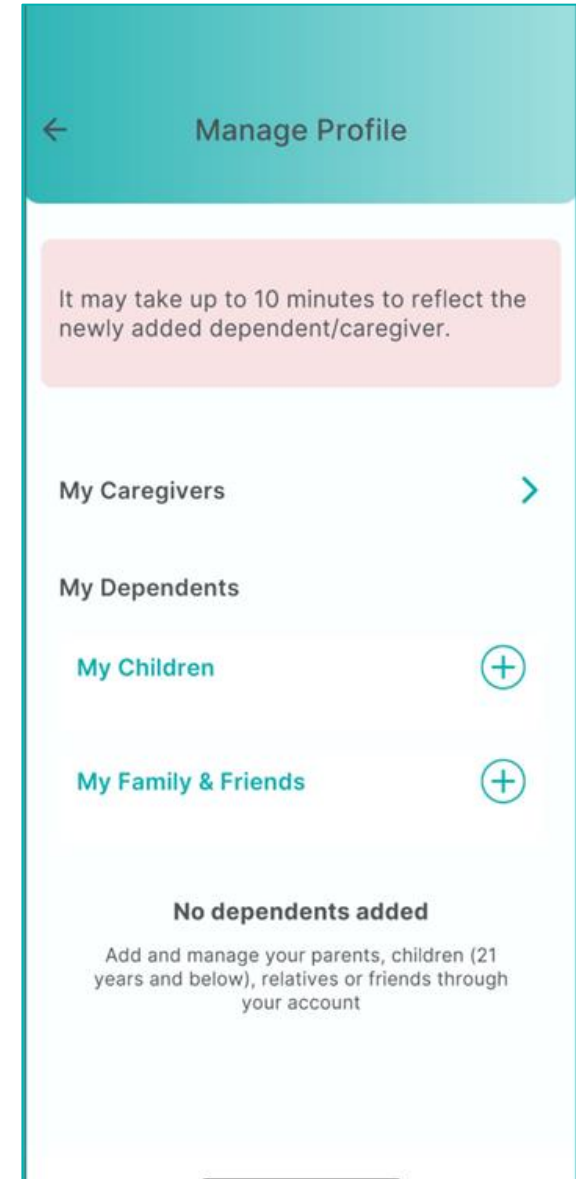 Manage Profile
It may take up to 10 minutes to reflect the
newly added dependent/caregiver.
My Caregivers
My Dependents
My Children
My Family & Friends
No dependents added
Add and manage your parents, children (21
years and below), relatives or friends through
your account